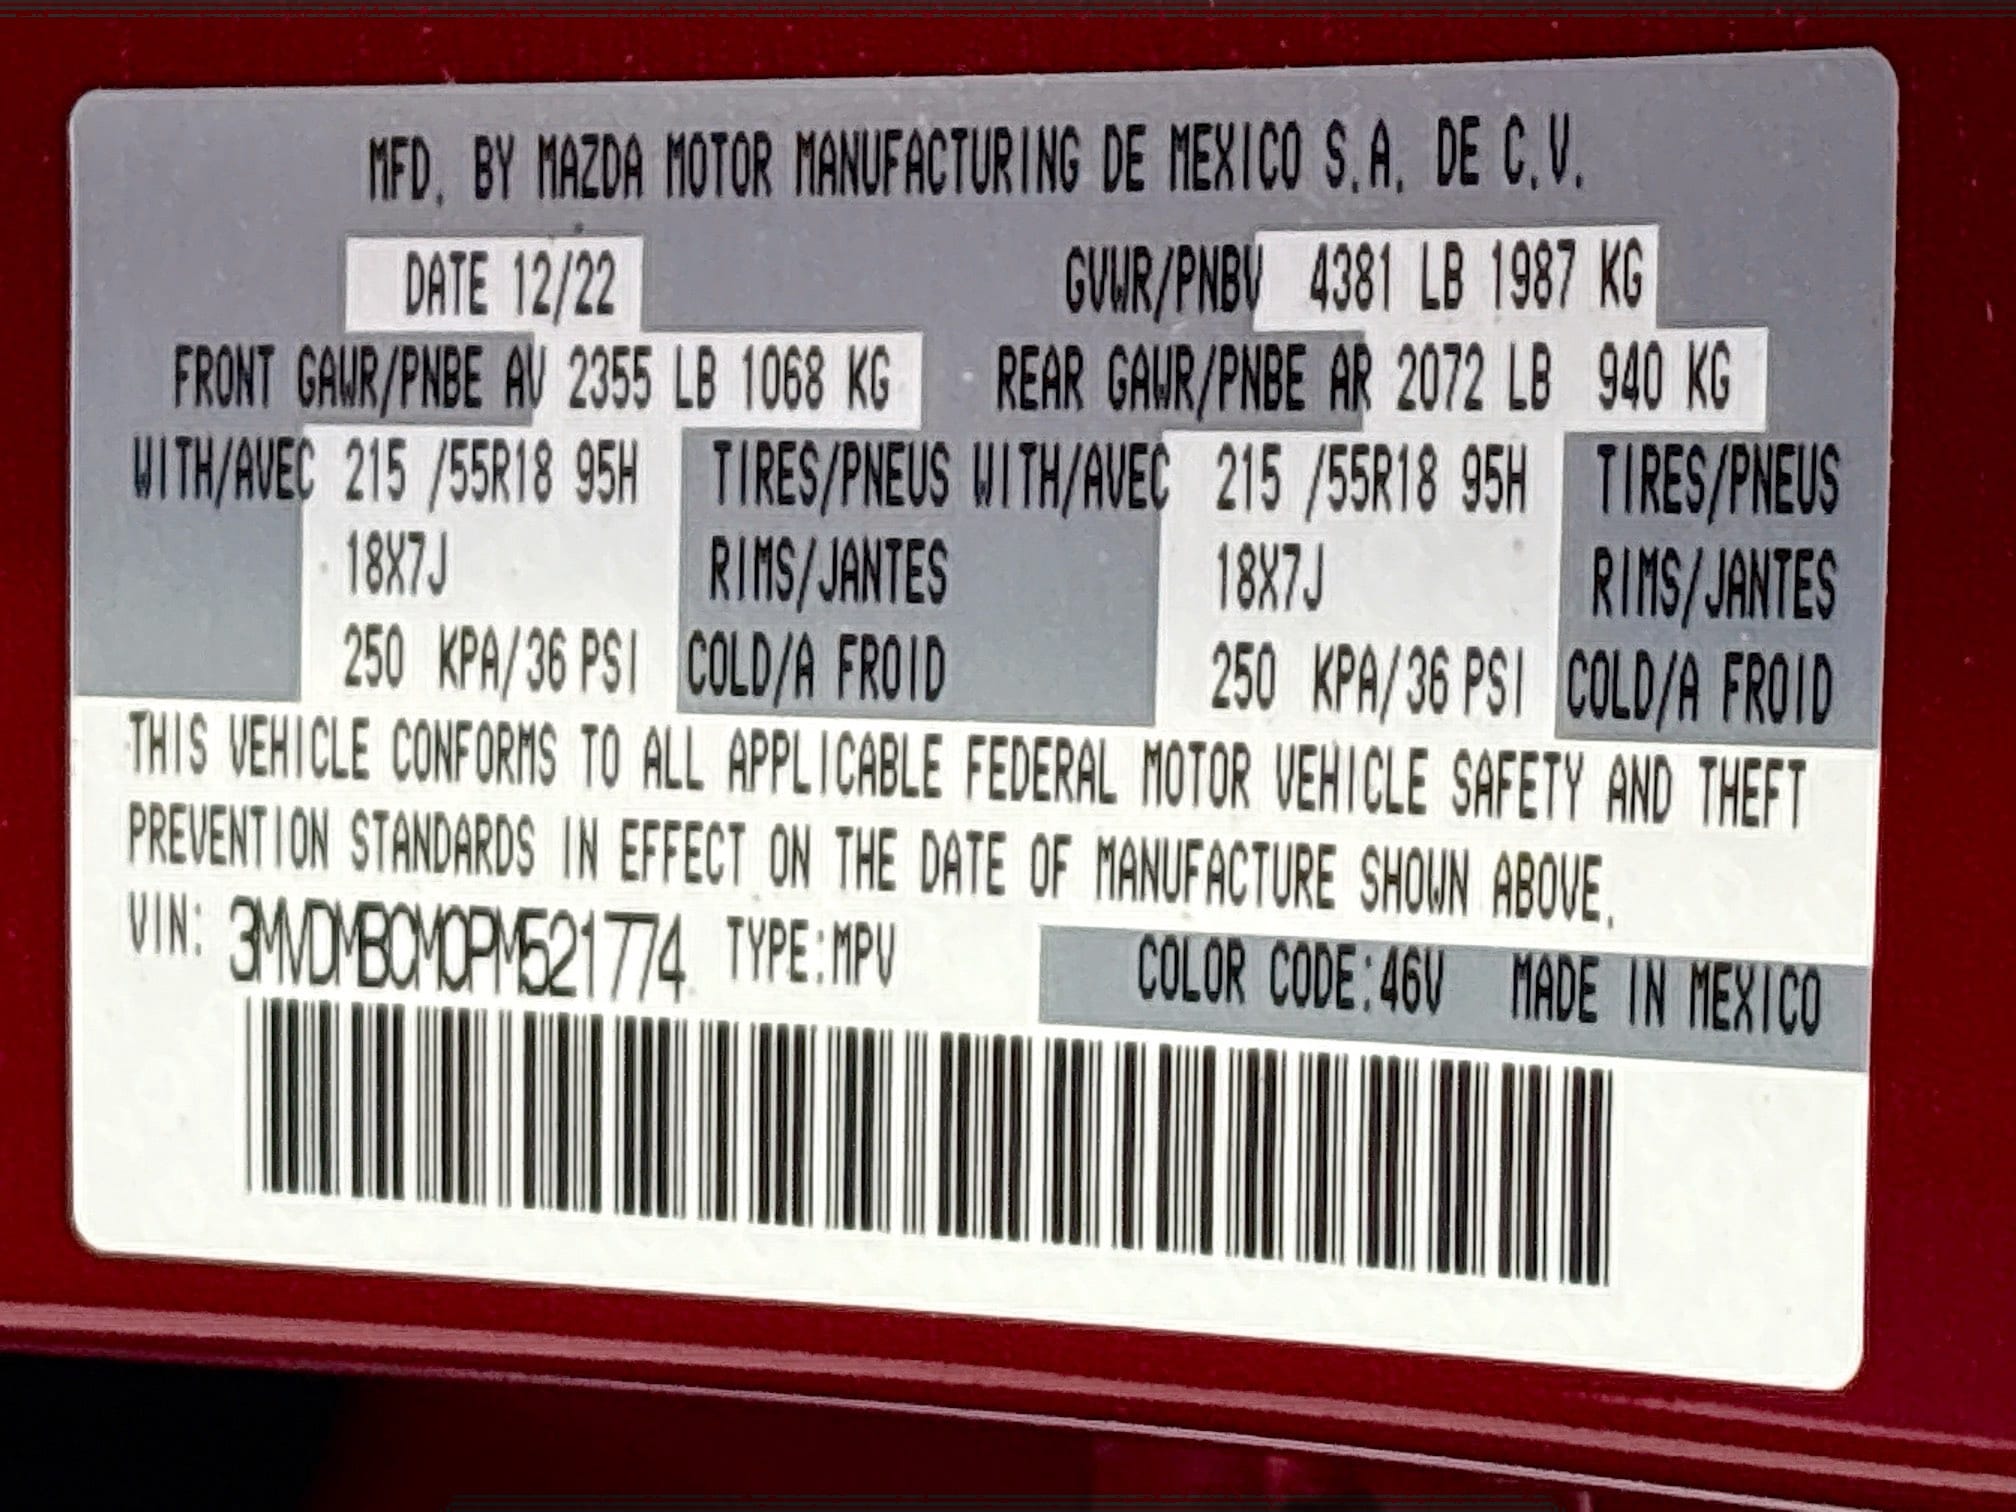 MFD. BY MAZDA MOTOR MANUFACTURING DE MEXICO S.A. DE C.V.
DATE 12/22 GVWR/PNBV 4381 LB 1987 KG
FRONT GAWR/PNBE AV 2355 LB 1068 KG REAR GAWR/PNBE AR 2072 LB 940 KG
WITH/AVEC 215 /55R18 95H TIRES/PNEUS WITH/AVEC 215 /55R18 95H TIRES/PNEUS
18X7J RIMS/JANTES 18X7J RIMS/JANTES
250 KPA/36 PSI COLD/A FROID 250 KPA/36 PSI COLD/A FROID
THIS VEHICLE CONFORMS TO ALL APPLICABLE FEDERAL MOTOR VEHICLE SAFETY AND THEFT
PREVENTION STANDARDS IN EFFECT ON THE DATE OF MANUFACTURE SHOWN ABOVE.
VIN: 3MVDMBCM0PM521774 TYPE:MPV COLOR CODE:46V MADE IN MEXICO